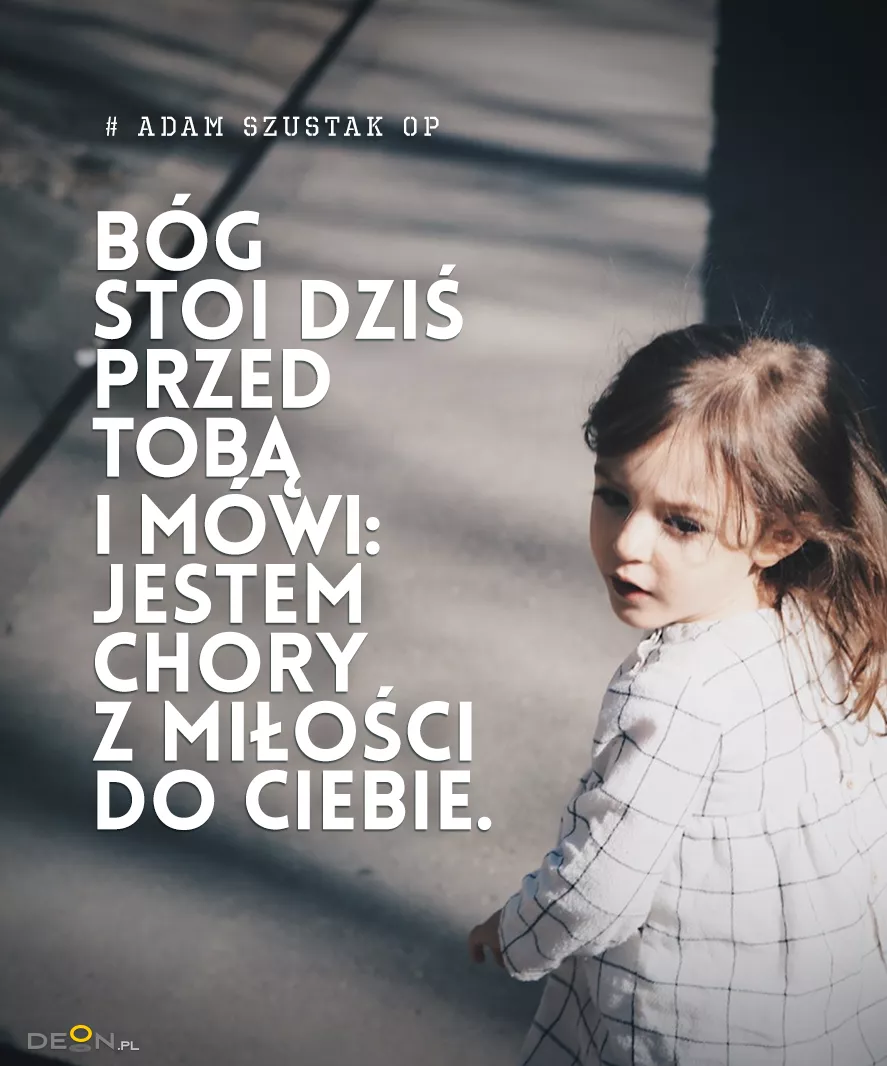 # ADAM SZUSTAK OP
BÓG
STOI DZIŚ
PRZED
TOBĄ
I MÓWI:
JESTEM
CHORY
Z MIŁOŚCI
DO CIEBIE.
DEON.PL